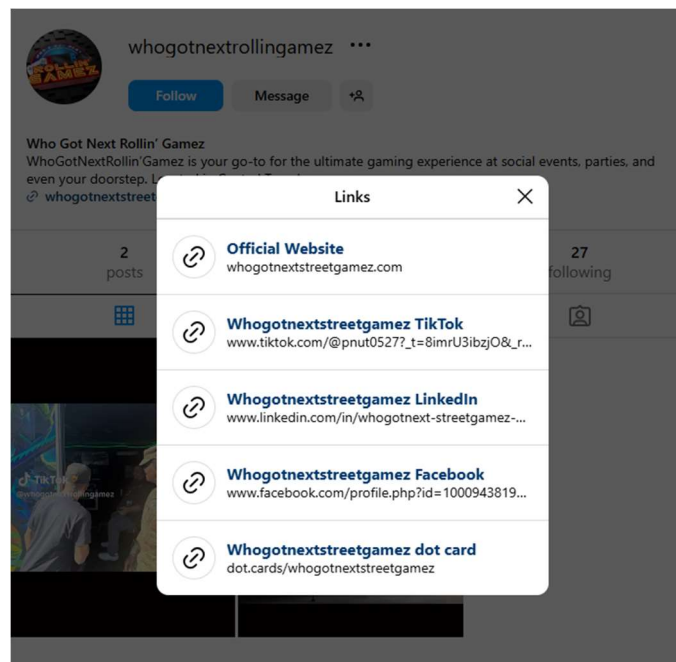 whogotnextrollingamez
Follow
Message
Who Got Next Rollin' Gamez
WhoGotNextRollin'Gamez is your go-to for the ultimate gaming experience at social events, parties, and
even your doorstep.
whogotnextstreet
Links
2
posts
27
following
Official Website
whogotnextstreetgamez.com
Whogotnextstreetgamez TikTok
www.tiktok.com/@pnut0527?_t=8imrU3ibzjO&_r...
Whogotnextstreetgamez LinkedIn
www.linkedin.com/in/whogotnext-streetgamez-...
Whogotnextstreetgamez Facebook
www.facebook.com/profile.php?id=1000943819...
Whogotnextstreetgamez dot card
dot.cards/whogotnextstreetgamez
ROLLIN'
GAMEZ
TikTok